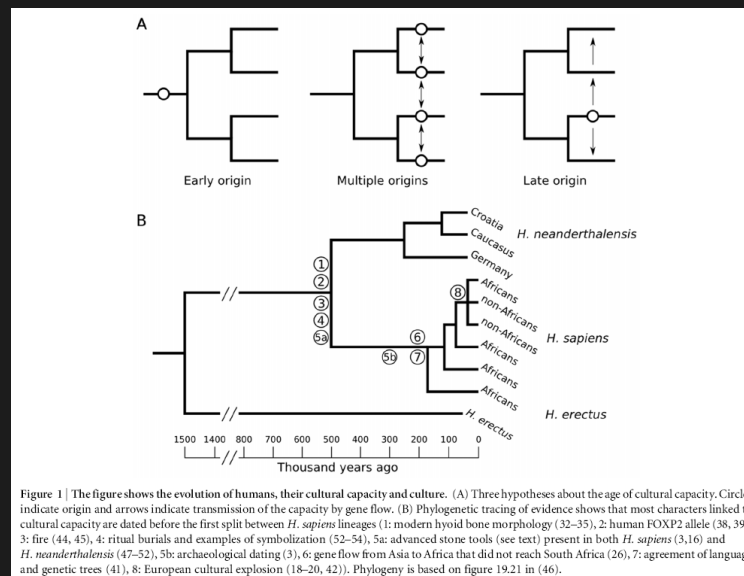 A
Early origin
Multiple origins
Late origin
B
Croatia
Caucasus
Germany
H. neanderthalensis
1
2
3
4
5a
5b
6
7
8
Africans
non-Africans
non-Africans
Africans
Africans
Africans
H. sapiens
H. erectus
H. erectus
1500 1400 800 700 600 500 400 300 200 100 0
Thousand years ago
Figure 1 | The figure shows the evolution of humans, their cultural capacity and culture. (A) Three hypotheses about the age of cultural capacity. Circl
indicate origin and arrows indicate transmission of the capacity by gene flow. (B) Phylogenetic tracing of evidence shows that most characters linked t
cultural capacity are dated before the first split between H. sapiens lineages (1: modern hyoid bone morphology (32–35), 2: human FOXP2 allele (38, 39
3: fire (44, 45), 4: ritual burials and examples of symbolization (52–54), 5a: advanced stone tools (see text) present in both H. sapiens (3,16) and
H. neanderthalensis (47–52), 5b: archaeological dating (3), 6: gene flow from Asia to Africa that did not reach South Africa (26), 7: agreement of languag
and genetic trees (41), 8: European cultural explosion (18–20, 42)). Phylogeny is based on figure 19.21 in (46).